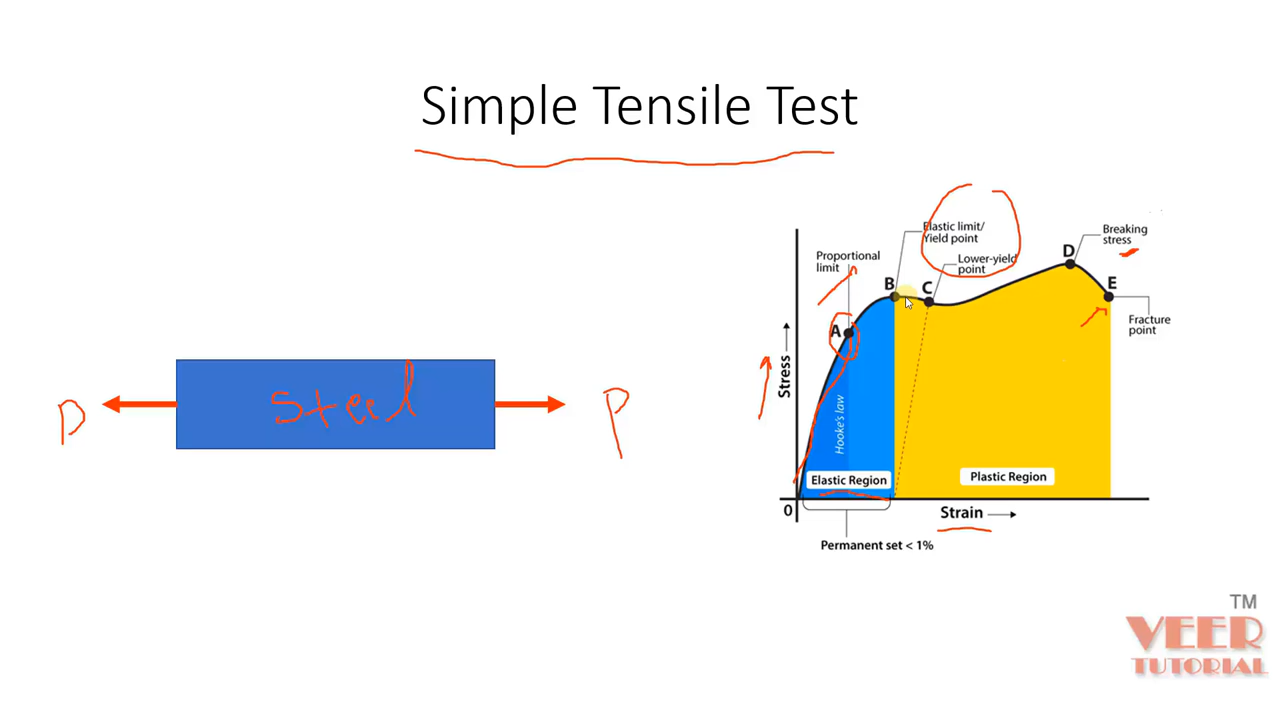 Simple Tensile Test
P
Steel
P
Elastic limit/
Yield point
Breaking
stress
Proportional
limit
Lower-yield
point
D
B
C
E
A
Fracture
point
Stress
Hooke's law
Elastic Region
Plastic Region
0
Strain
Permanent set < 1%
TM
VEER
TUTORIAL